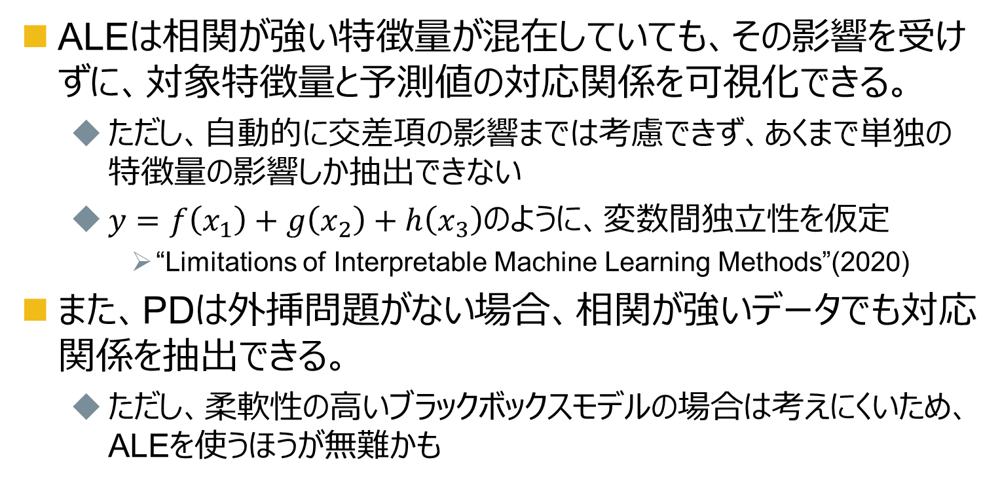 ALEは相関が強い特徴量が混在していても、その影響を受け
ずに、対象特徴量と予測値の対応関係を可視化できる。
ただし、自動的に交差項の影響までは考慮できず、あくまで単独の
特徴量の影響しか抽出できない
y = f(x₁) + g(x₂) + h(x₃)のように、変数間独立性を仮定
“Limitations of Interpretable Machine Learning Methods”(2020)
また、PDは外挿問題がない場合、相関が強いデータでも対応
関係を抽出できる。
ただし、柔軟性の高いブラックボックスモデルの場合は考えにくいため、
ALEを使うほうが無難かも